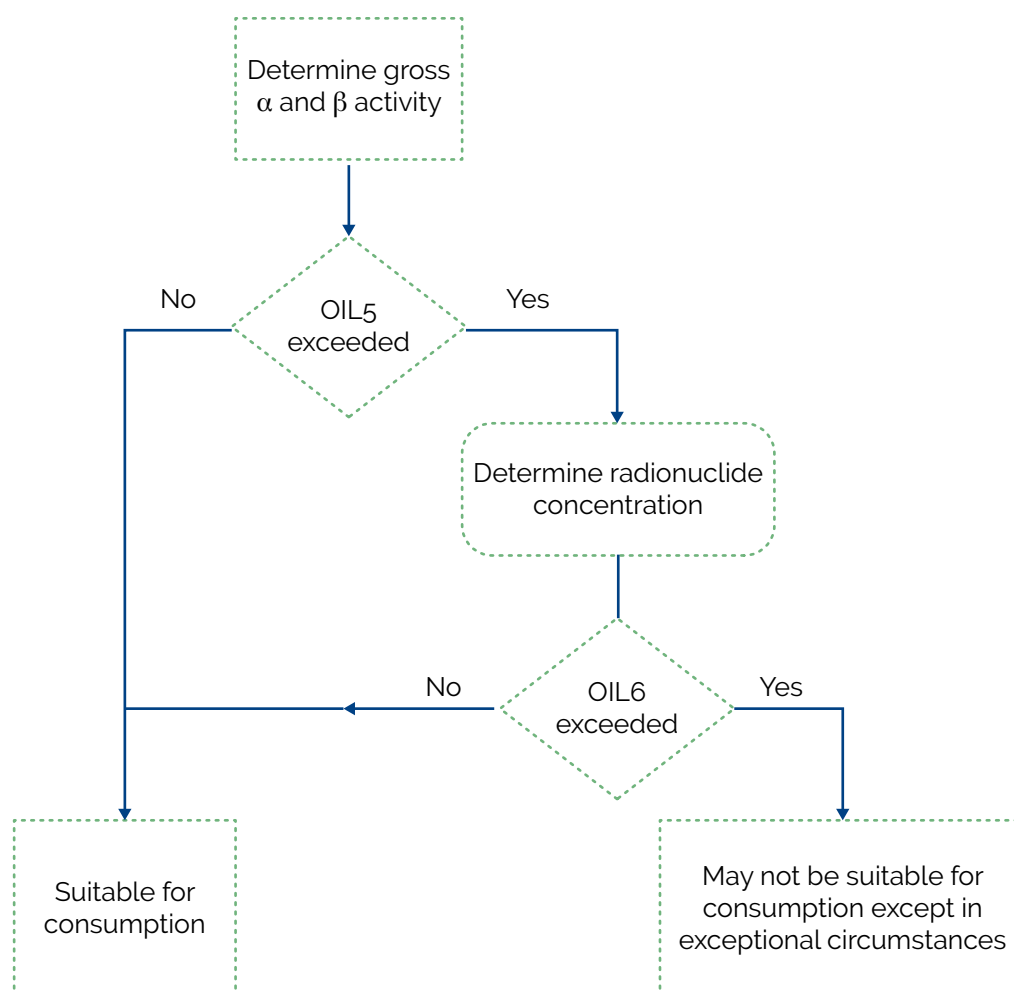 Determine gross
α and β activity
No
Yes
OIL5
exceeded
Determine radionuclide
concentration
No
Yes
OIL6
exceeded
Suitable for
consumption
May not be suitable for
consumption except in
exceptional circumstances